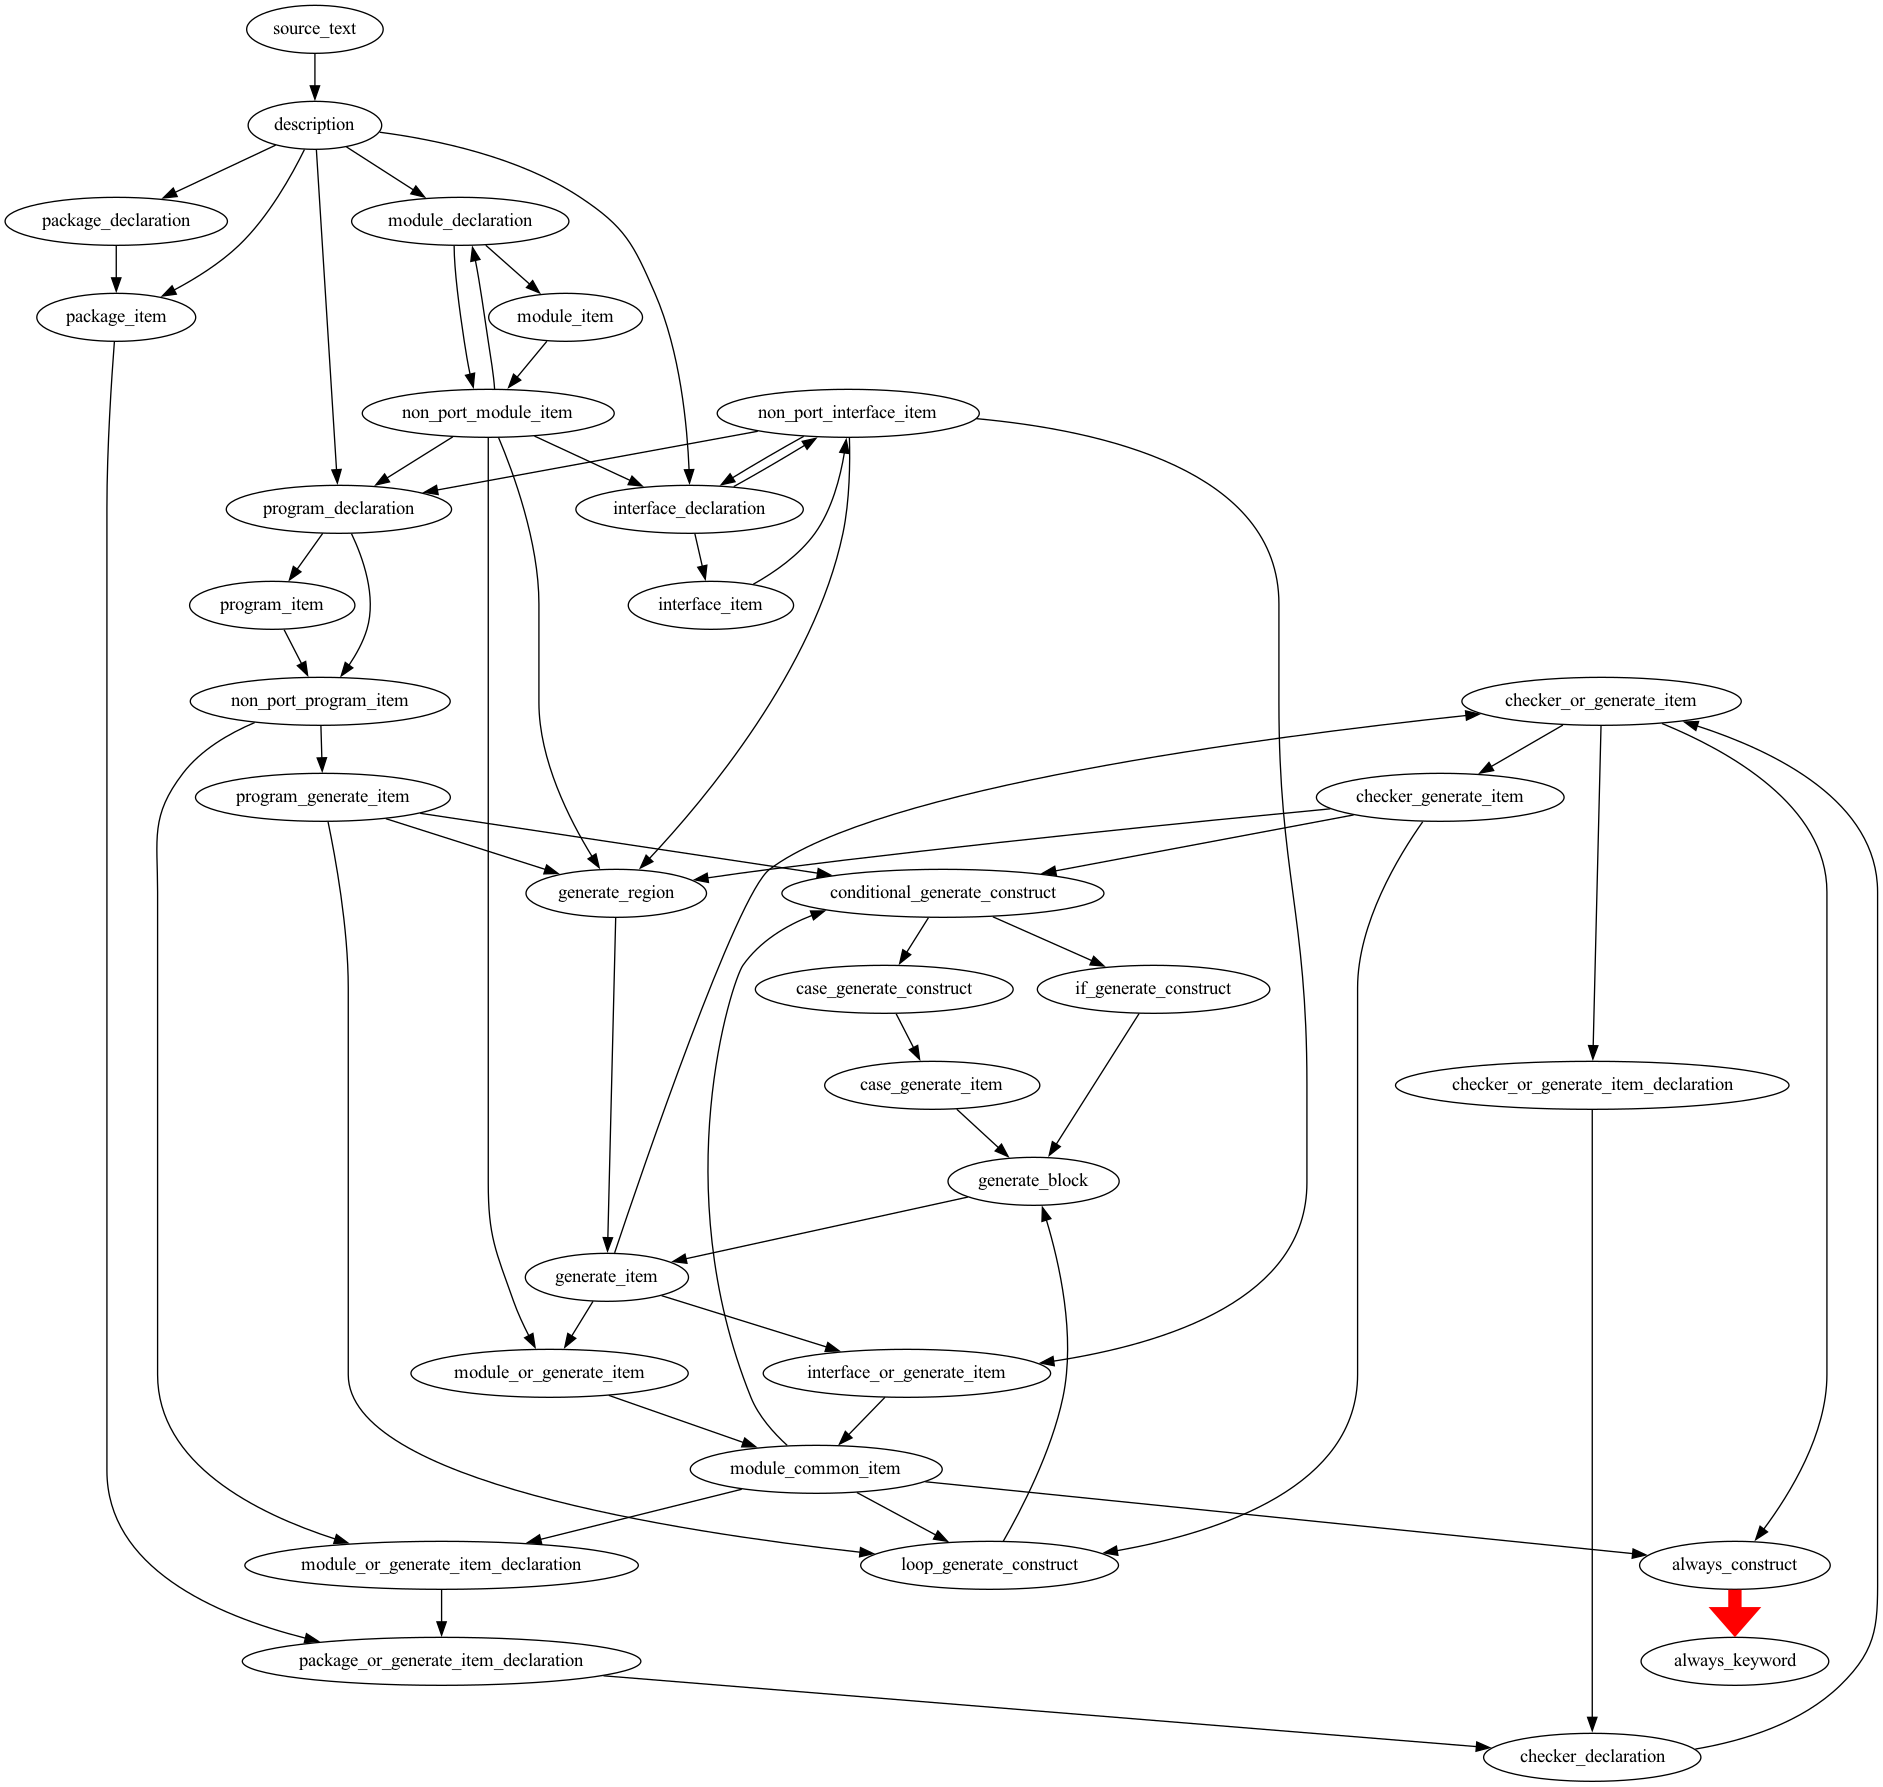 source_text
description
package_declaration
module_declaration
package_item
module_item
non_port_module_item
non_port_interface_item
program_declaration
interface_declaration
program_item
interface_item
non_port_program_item
checker_or_generate_item
program_generate_item
checker_generate_item
generate_region
conditional_generate_construct
case_generate_construct
if_generate_construct
case_generate_item
checker_or_generate_item_declaration
generate_block
generate_item
module_or_generate_item
interface_or_generate_item
module_common_item
module_or_generate_item_declaration
loop_generate_construct
always_construct
package_or_generate_item_declaration
always_keyword
checker_declaration